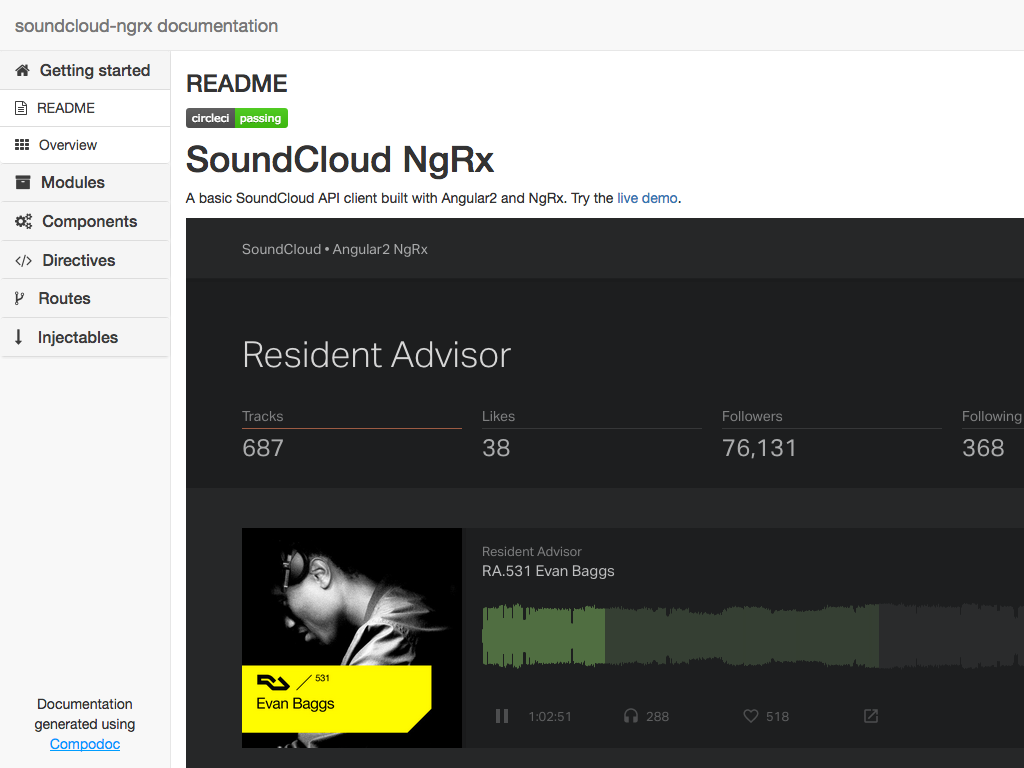 soundcloud-ngrx documentation
Getting started
README
Overview
Modules
Components
Directives
Routes
Injectables
Documentation
generated using
Compodoc
README
circleci passing
SoundCloud NgRx
A basic SoundCloud API client built with Angular2 and NgRx. Try the live demo.
SoundCloud • Angular2 NgRx
Resident Advisor
Tracks Likes Followers Following
687 38 76,131 368
RA / 531
Evan Baggs
Resident Advisor
RA.531 Evan Baggs
1:02:51 288 518